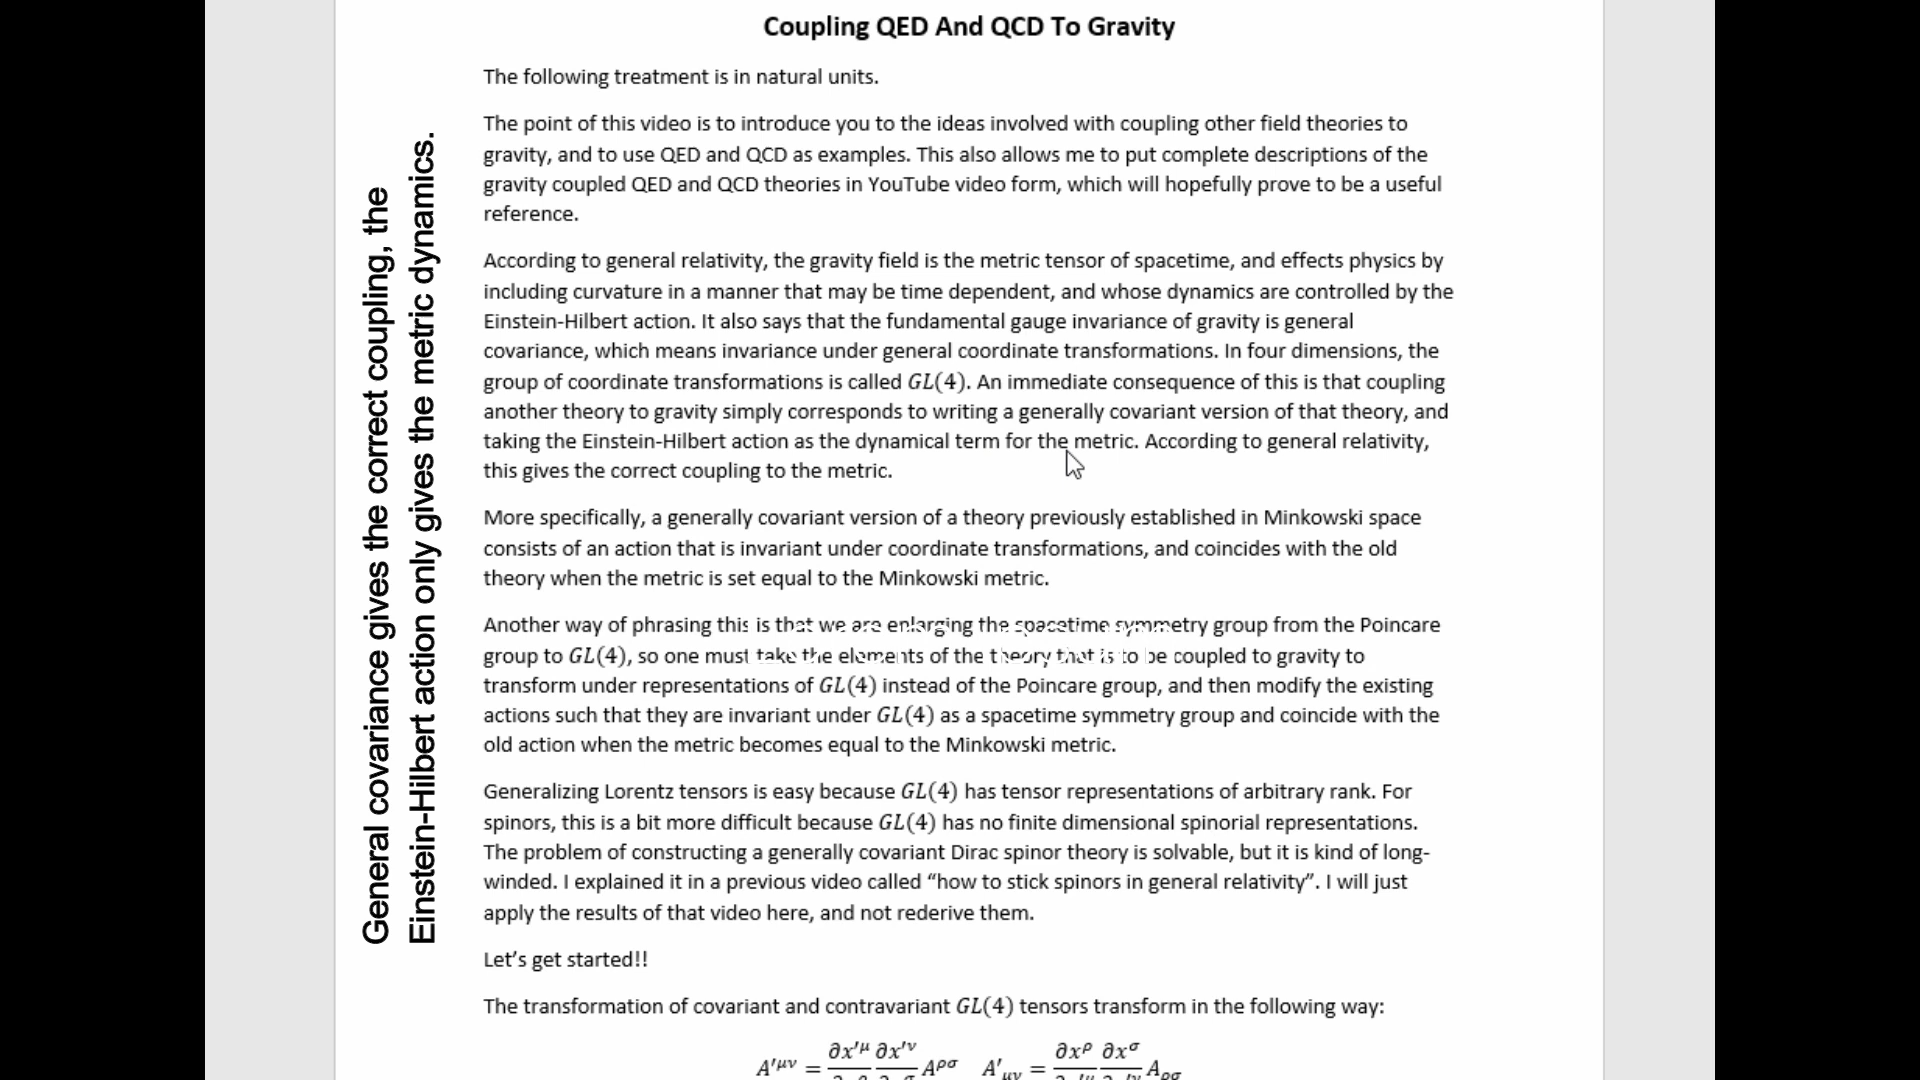 Coupling QED And QCD To Gravity
The following treatment is in natural units.
The point of this video is to introduce you to the ideas involved with coupling other field theories to
gravity, and to use QED and QCD as examples. This also allows me to put complete descriptions of the
gravity coupled QED and QCD theories in YouTube video form, which will hopefully prove to be a useful
reference.
According to general relativity, the gravity field is the metric tensor of spacetime, and effects physics by
including curvature in a manner that may be time dependent, and whose dynamics are controlled by the
Einstein-Hilbert action. It also says that the fundamental gauge invariance of gravity is general
covariance, which means invariance under general coordinate transformations. In four dimensions, the
group of coordinate transformations is called GL(4). An immediate consequence of this is that coupling
another theory to gravity simply corresponds to writing a generally covariant version of that theory, and
taking the Einstein-Hilbert action as the dynamical term for the metric. According to general relativity,
this gives the correct coupling to the metric.
More specifically, a generally covariant version of a theory previously established in Minkowski space
consists of an action that is invariant under coordinate transformations, and coincides with the old
theory when the metric is set equal to the Minkowski metric.
Another way of phrasing this is that we are enlarging the spacetime symmetry group from the Poincare
group to GL(4), so one must take the elements of the theory that is to be coupled to gravity to
transform under representations of GL(4) instead of the Poincare group, and then modify the existing
actions such that they are invariant under GL(4) as a spacetime symmetry group and coincide with the
old action when the metric becomes equal to the Minkowski metric.
Generalizing Lorentz tensors is easy because GL(4) has tensor representations of arbitrary rank. For
spinors, this is a bit more difficult because GL(4) has no finite dimensional spinorial representations.
The problem of constructing a generally covariant Dirac spinor theory is solvable, but it is kind of long-
winded. I explained it in a previous video called “how to stick spinors in general relativity”. I will just
apply the results of that video here, and not rederive them.
Let’s get started!!
The transformation of covariant and contravariant GL(4) tensors transform in the following way:
General covariance gives the correct coupling, the
Einstein-Hilbert action only gives the metric dynamics.